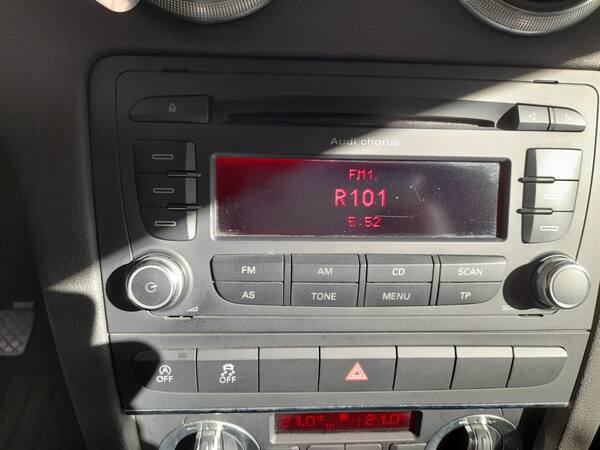 Audi chorus
FM1.
R101
5:52
FM AM CD SCAN
AS TONE MENU TP
OFF OFF
21.0°C 21.0°